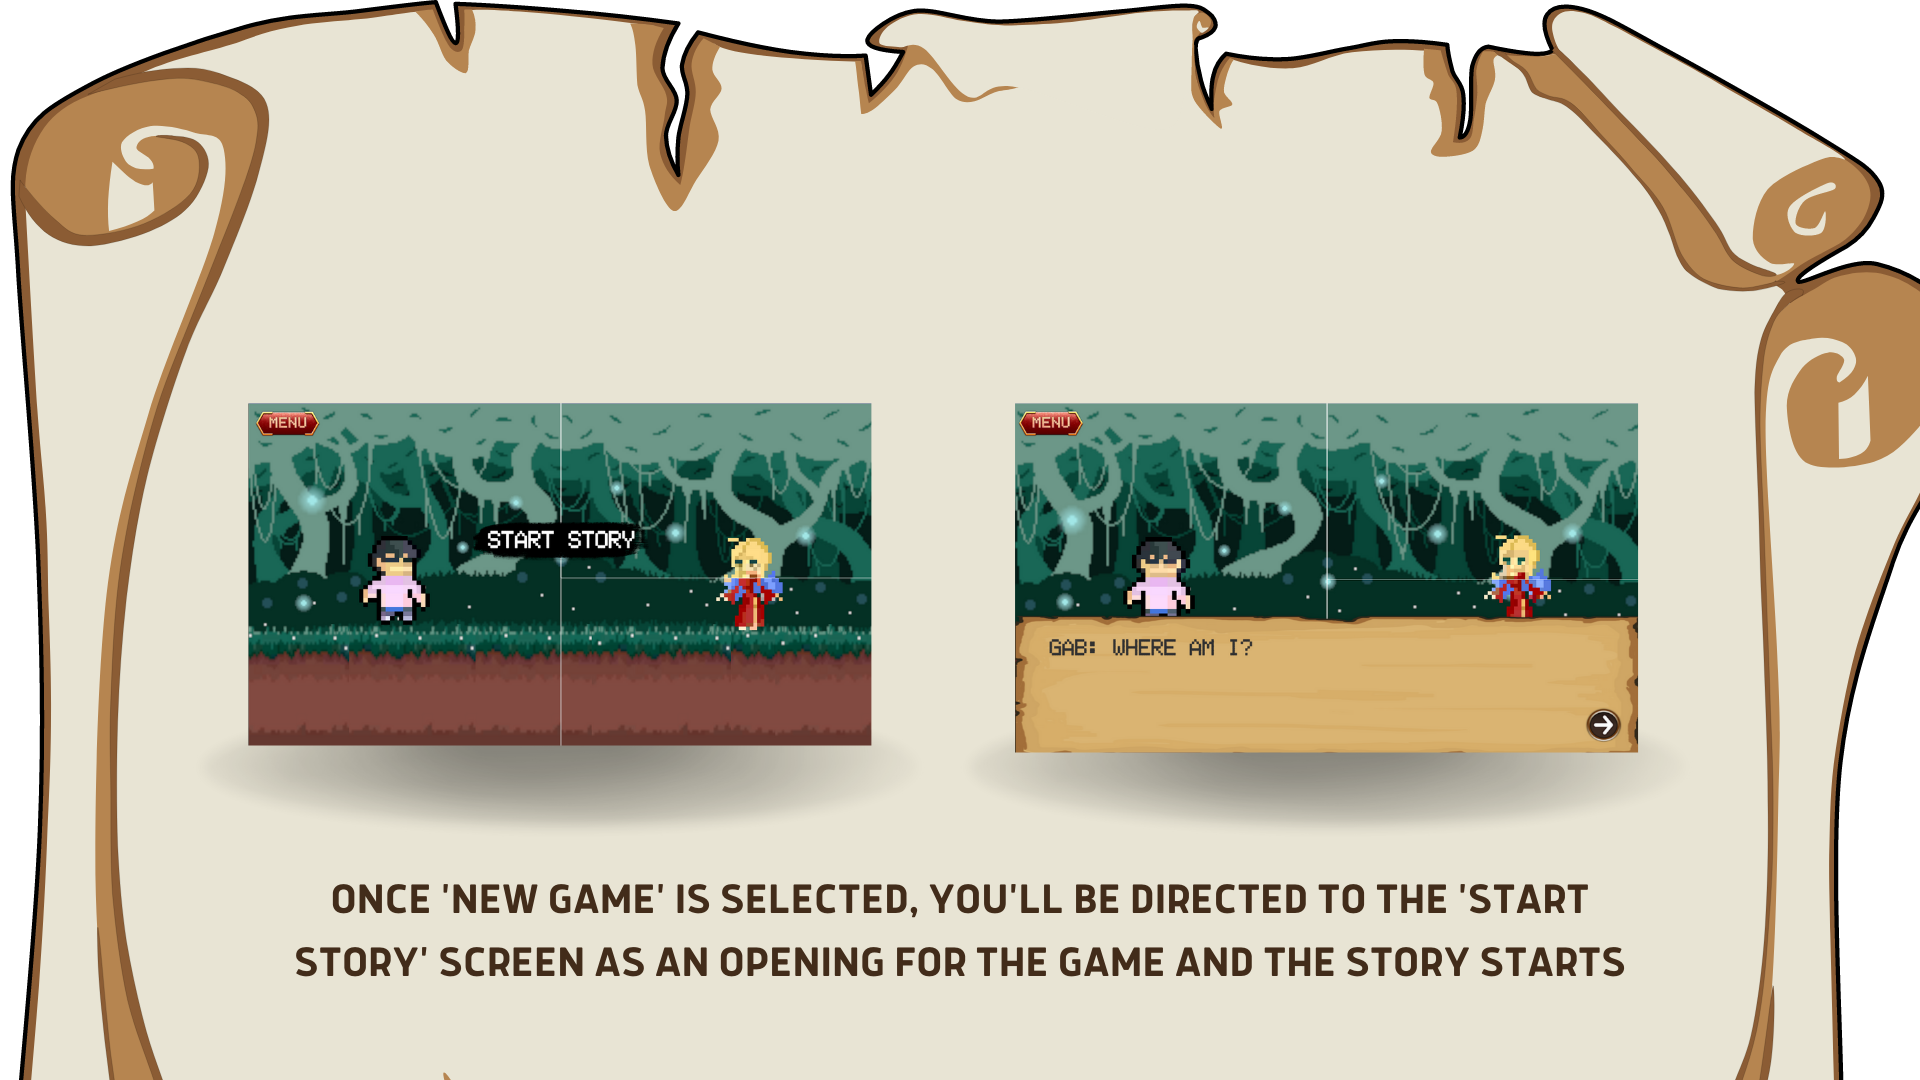 MENU
START STORY
MENU
GAB: WHERE AM I?
ONCE 'NEW GAME' IS SELECTED, YOU'LL BE DIRECTED TO THE 'START
STORY' SCREEN AS AN OPENING FOR THE GAME AND THE STORY STARTS